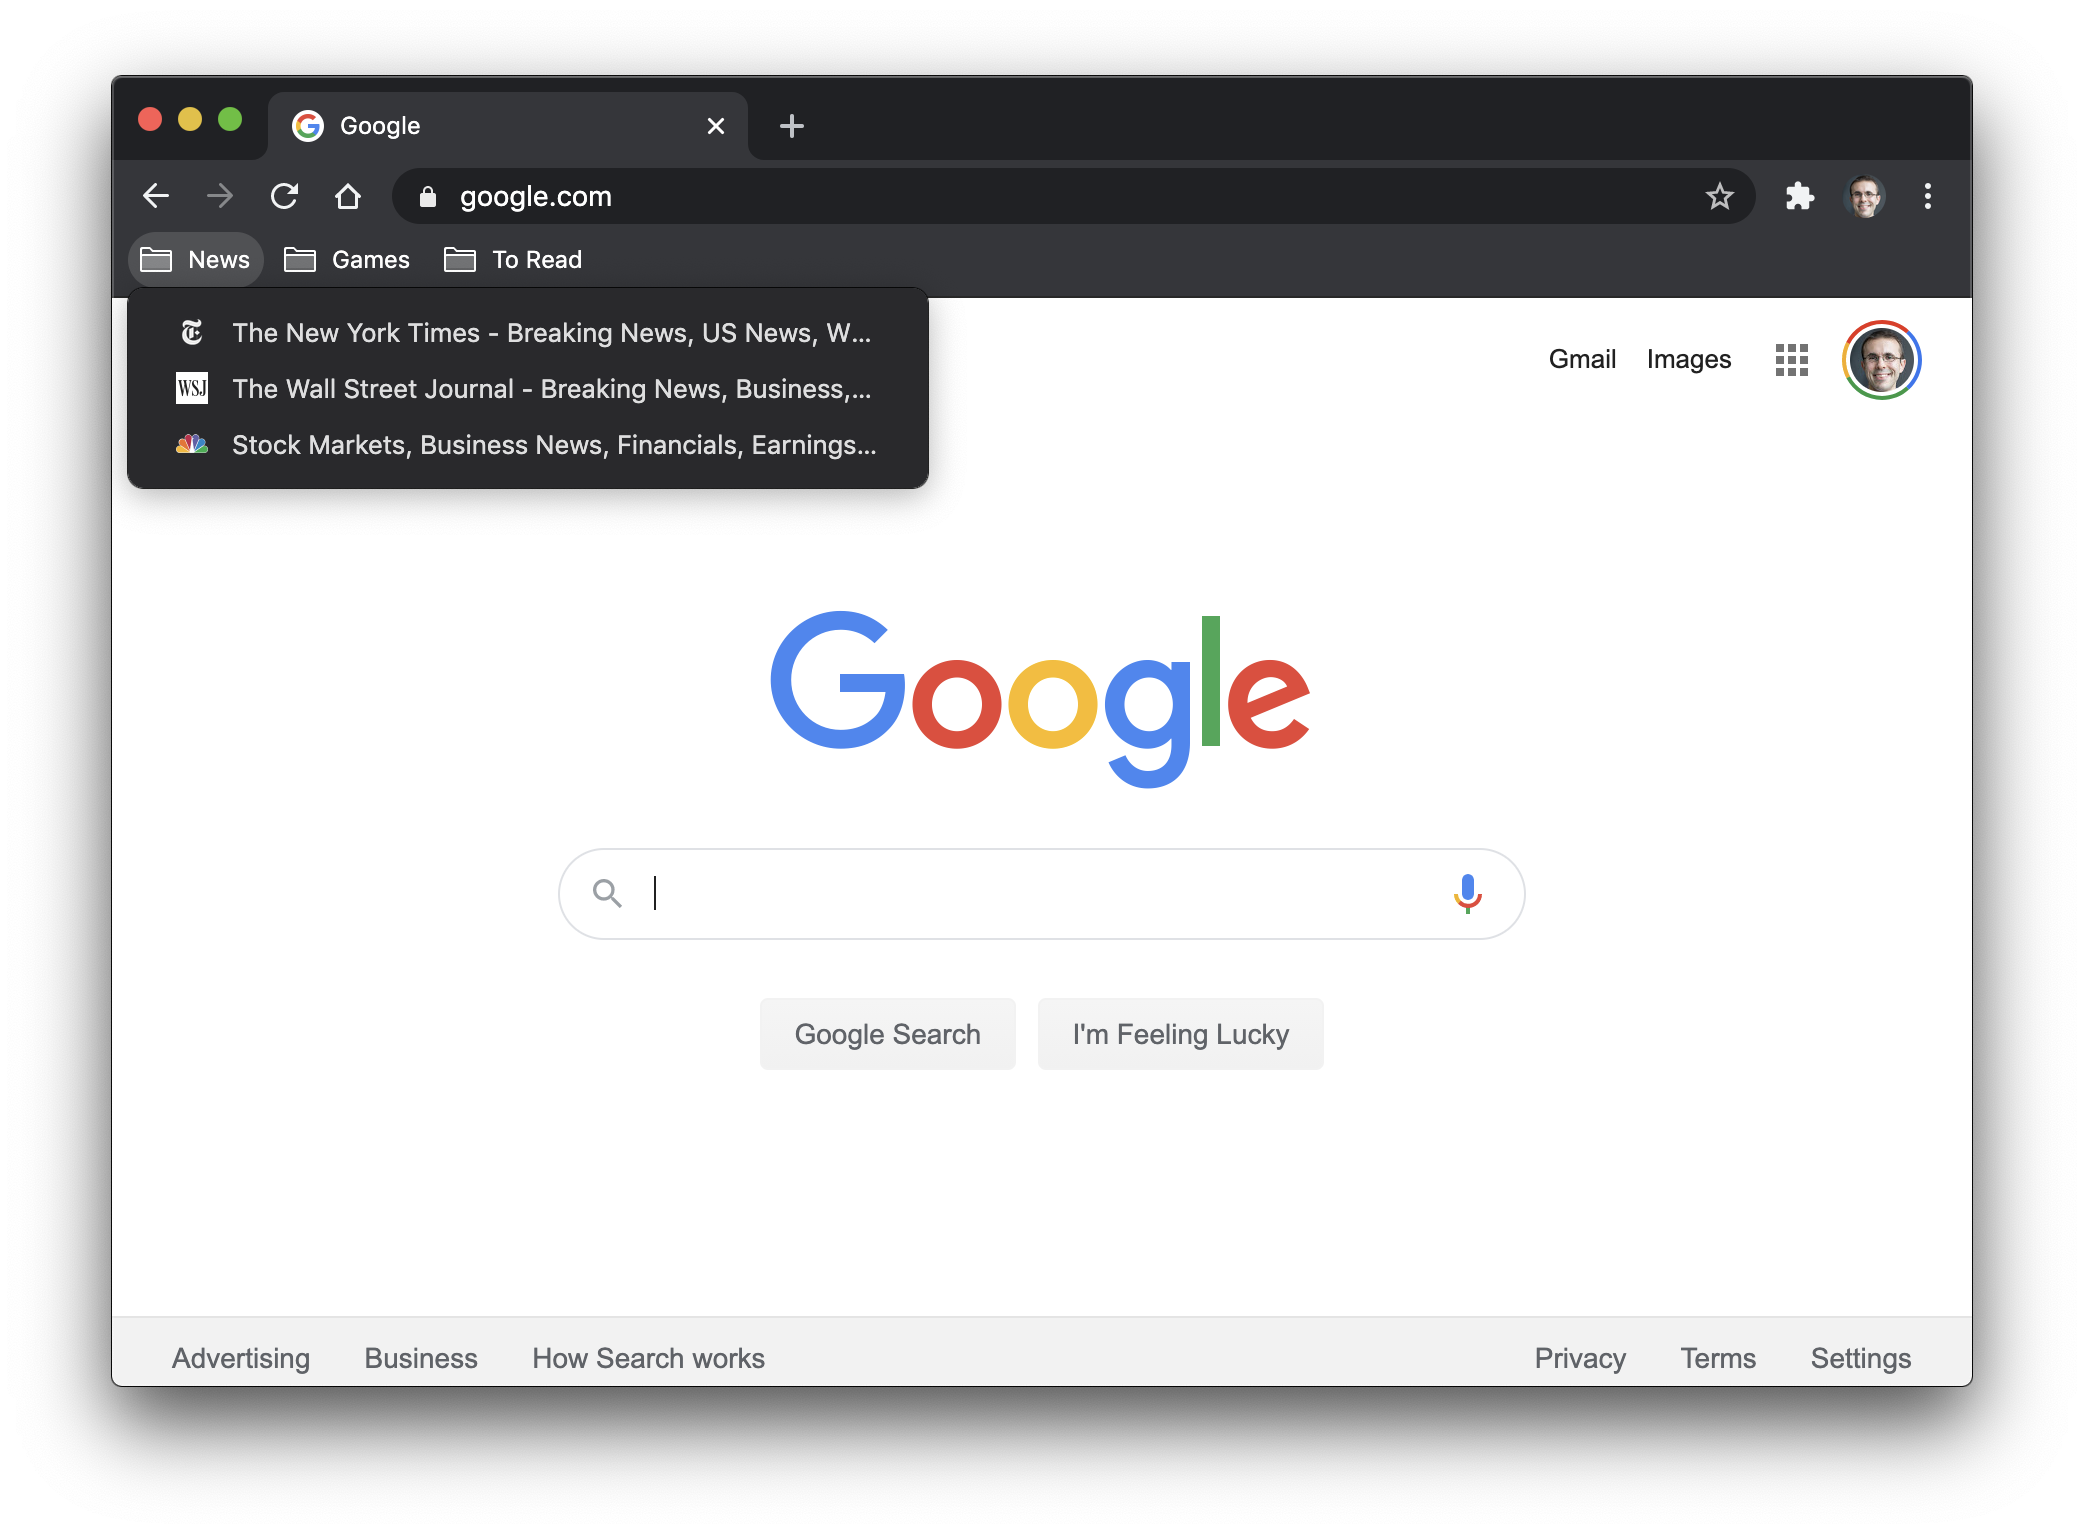 Google
google.com
News Games To Read
The New York Times - Breaking News, US News, W...
WSJ The Wall Street Journal - Breaking News, Business,...
Stock Markets, Business News, Financials, Earnings...
Gmail Images
Google
Google Search I'm Feeling Lucky
Advertising Business How Search works Privacy Terms Settings